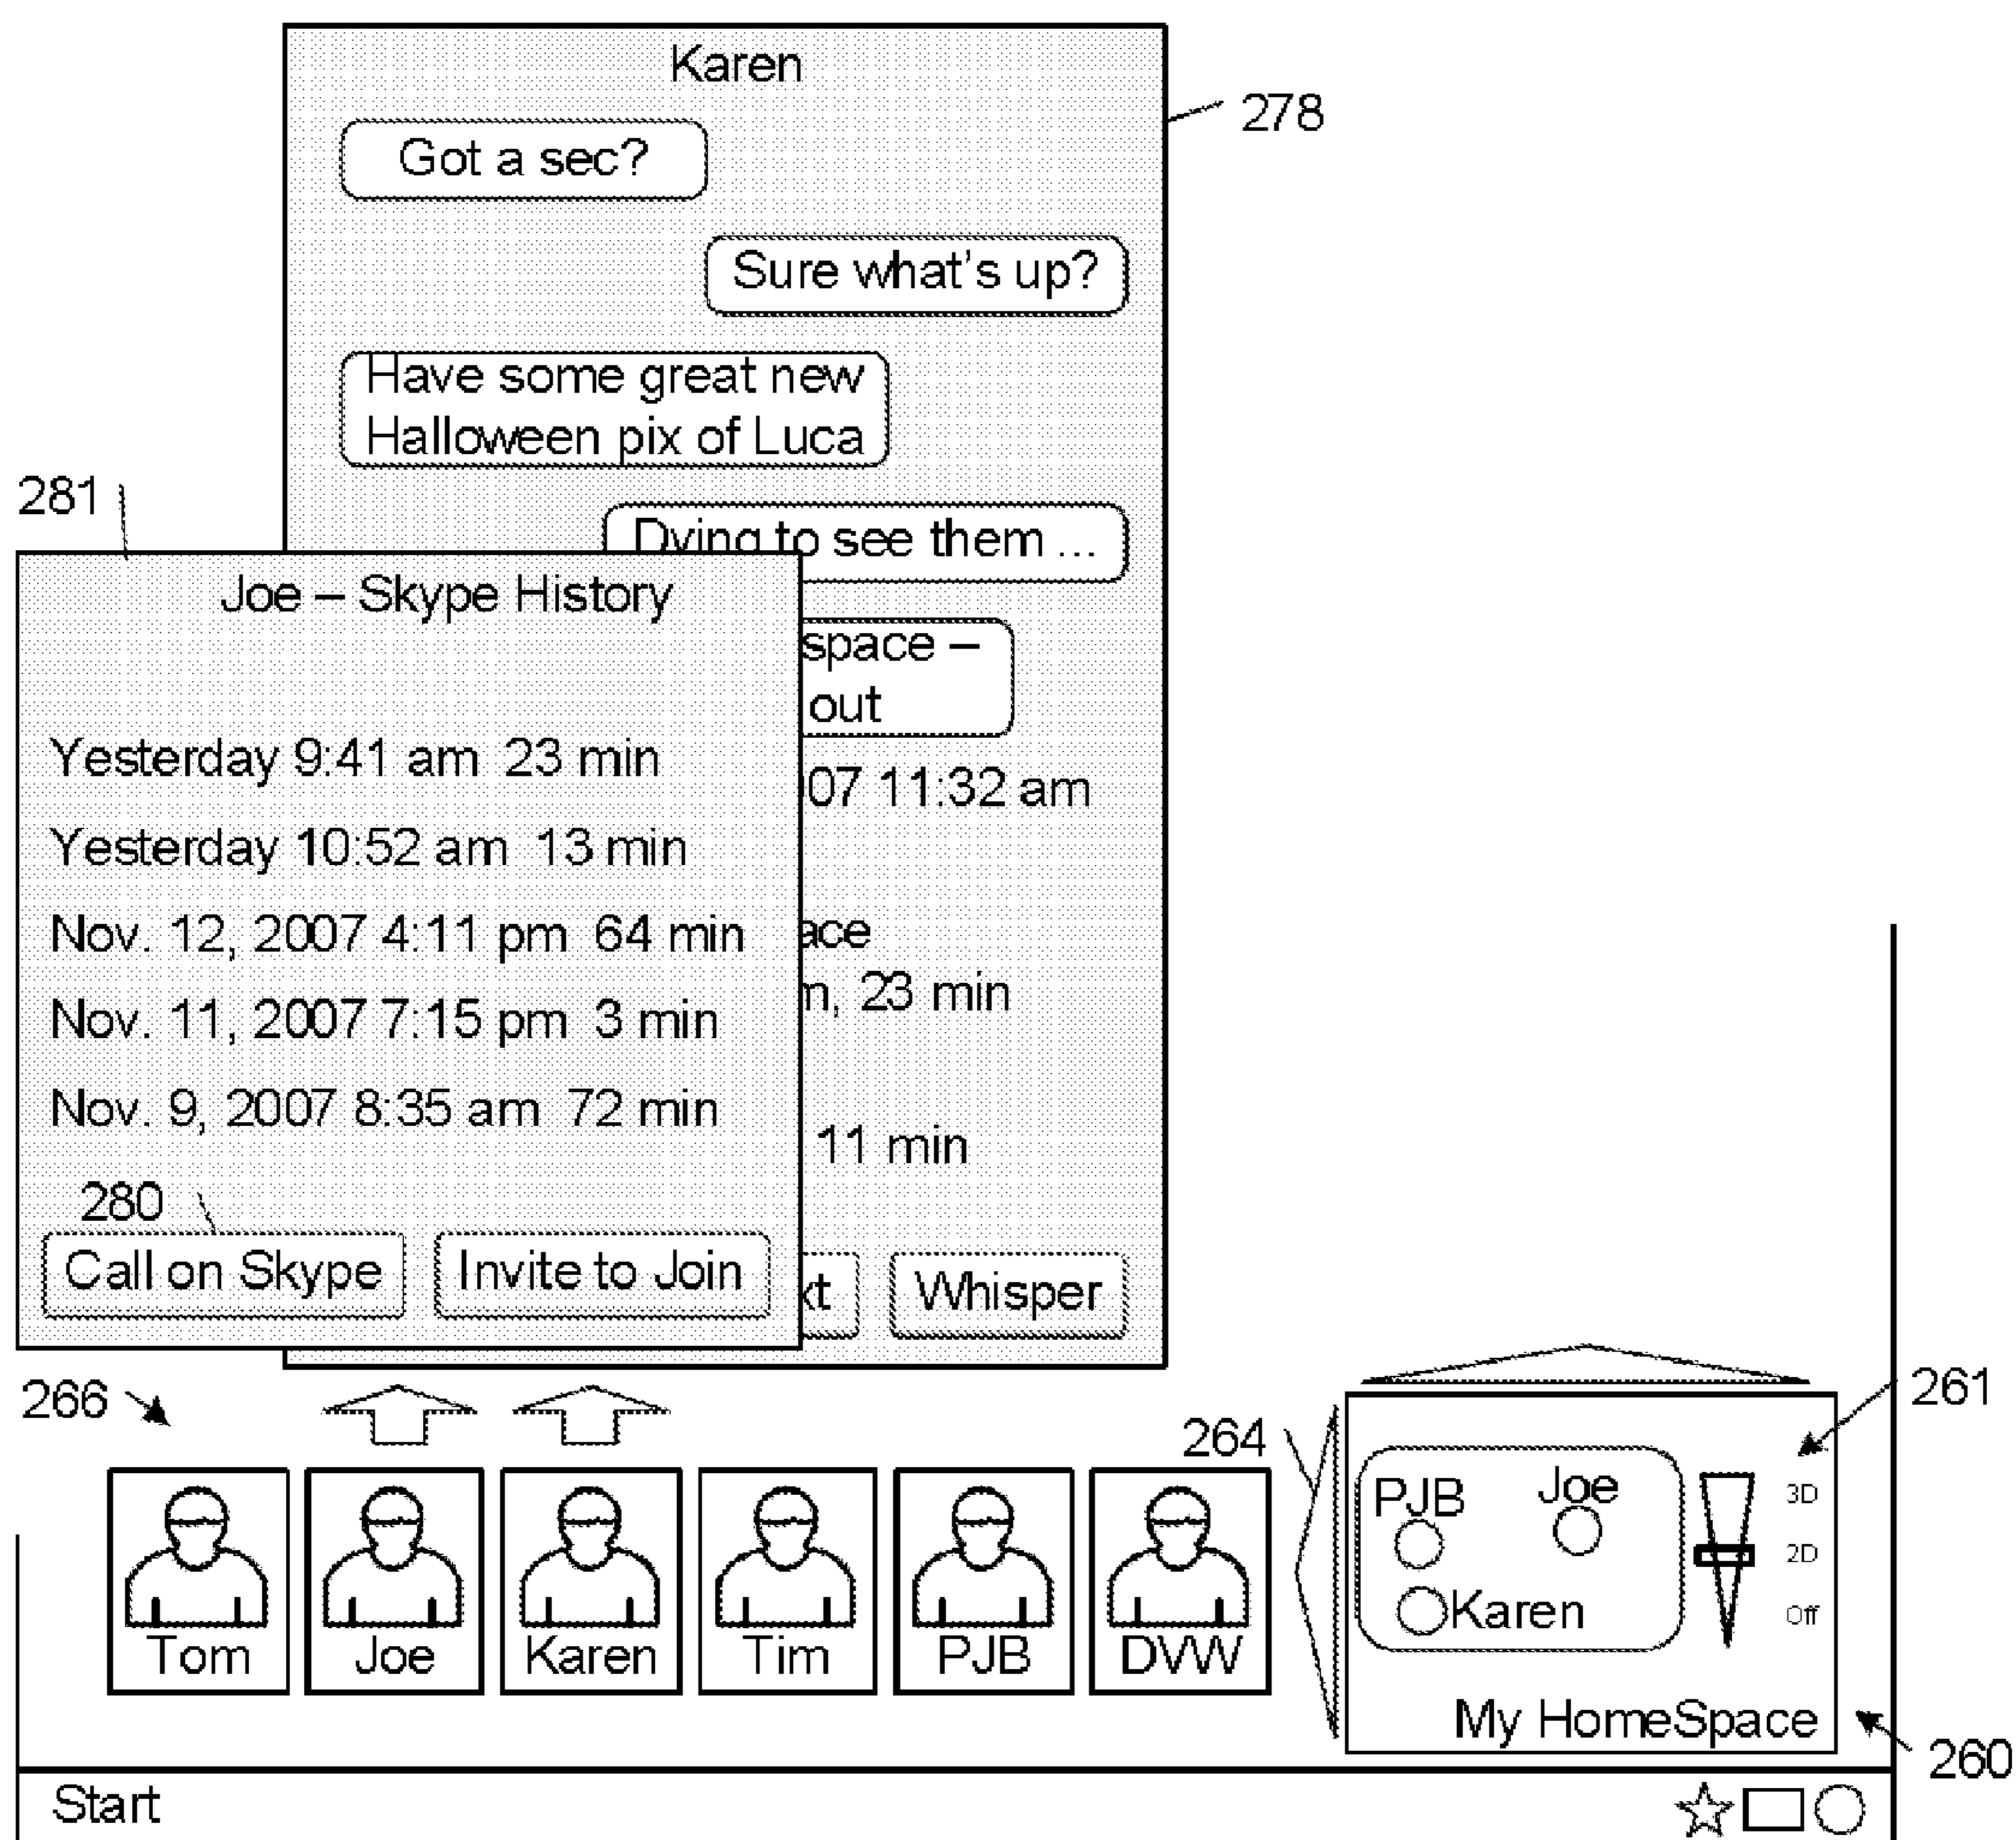 Karen
278
Got a sec?
Sure what's up?
Have some great new
Halloween pix of Luca
Dying to see them ...
space –
out
07 11:32 am
23 min
11 min
Whisper
281
Joe – Skype History
Yesterday 9:41 am 23 min
Yesterday 10:52 am 13 min
Nov. 12, 2007 4:11 pm 64 min
Nov. 11, 2007 7:15 pm 3 min
Nov. 9, 2007 8:35 am 72 min
280
Call on Skype
Invite to Join
266
Tom
Joe
Karen
Tim
PJB
DVW
264
261
PJB
Joe
Karen
3D
2D
Off
My HomeSpace
260
Start